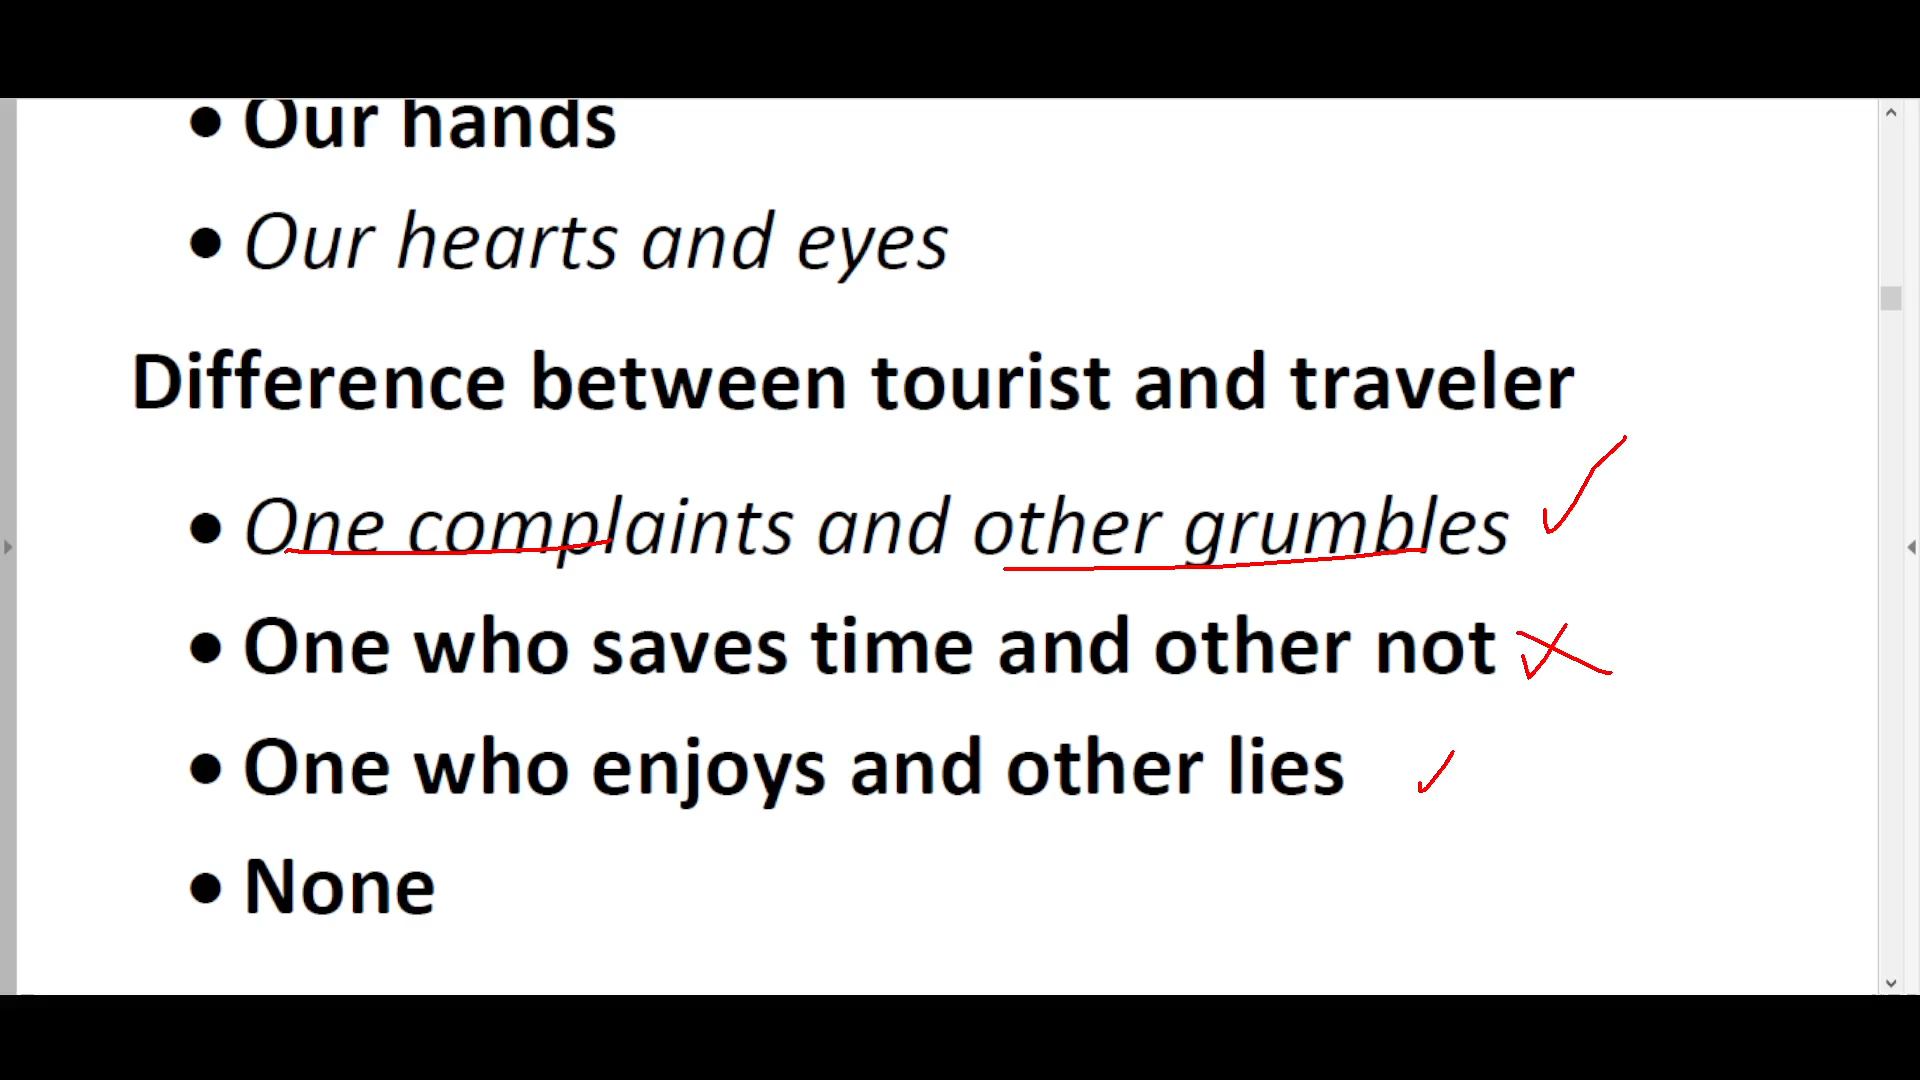 • Our hands
• Our hearts and eyes
Difference between tourist and traveler
• One complaints and other grumbles
• One who saves time and other not
• One who enjoys and other lies
• None